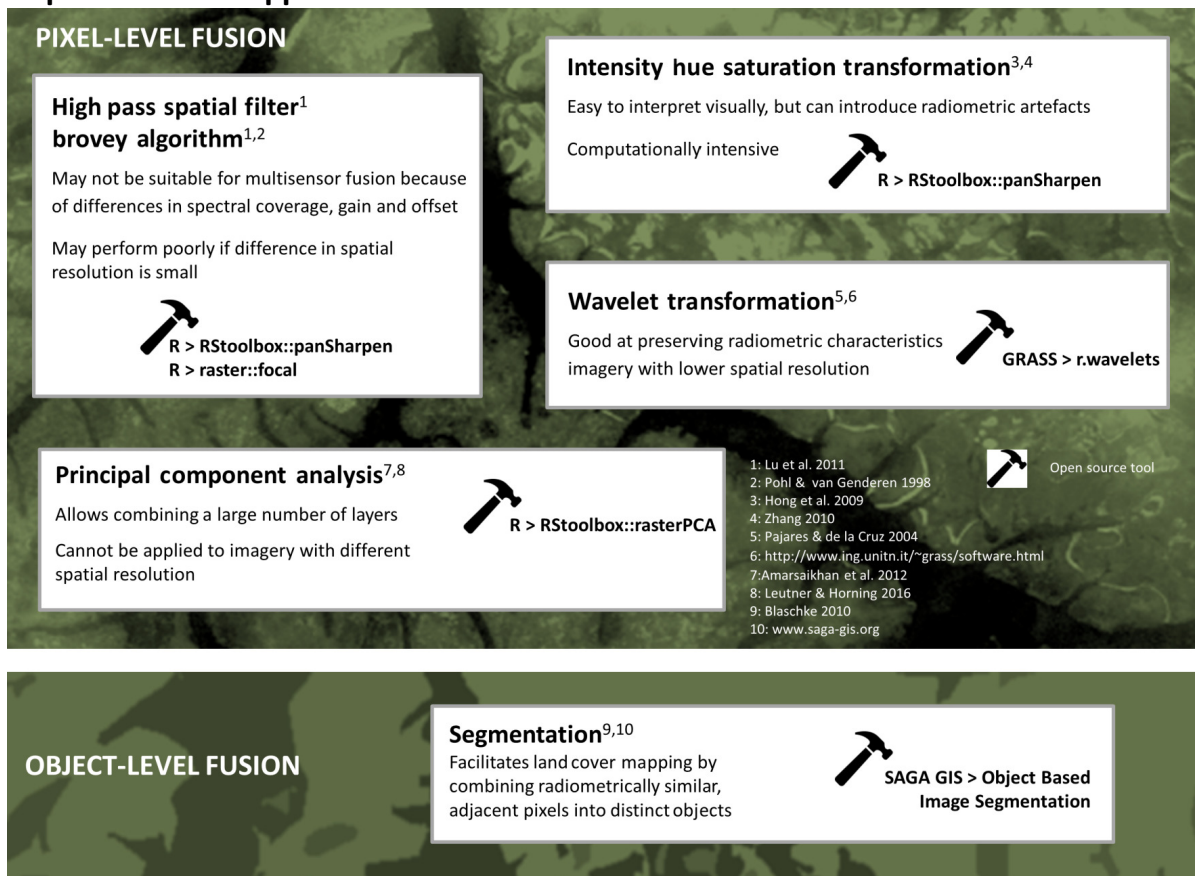 PIXEL-LEVEL FUSION
High pass spatial filter1
brovey algorithm1,2
May not be suitable for multisensor fusion because
of differences in spectral coverage, gain and offset
May perform poorly if difference in spatial
resolution is small
R > RStoolbox::panSharpen
R > raster::focal
Intensity hue saturation transformation3,4
Easy to interpret visually, but can introduce radiometric artefacts
Computationally intensive
R > RStoolbox::panSharpen
Wavelet transformation5,6
Good at preserving radiometric characteristics
imagery with lower spatial resolution
GRASS > r.wavelets
Principal component analysis7,8
Allows combining a large number of layers
Cannot be applied to imagery with different
spatial resolution
R > RStoolbox::rasterPCA
1: Lu et al. 2011
2: Pohl & van Genderen 1998
3: Hong et al. 2009
4: Zhang 2010
5: Pajares & de la Cruz 2004
6: http://www.ing.unitn.it/~grass/software.html
7:Amarsaikhan et al. 2012
8: Leutner & Horning 2016
9: Blaschke 2010
10: www.saga-gis.org
Open source tool
OBJECT-LEVEL FUSION
Segmentation9,10
Facilitates land cover mapping by
combining radiometrically similar,
adjacent pixels into distinct objects
SAGA GIS > Object Based
Image Segmentation